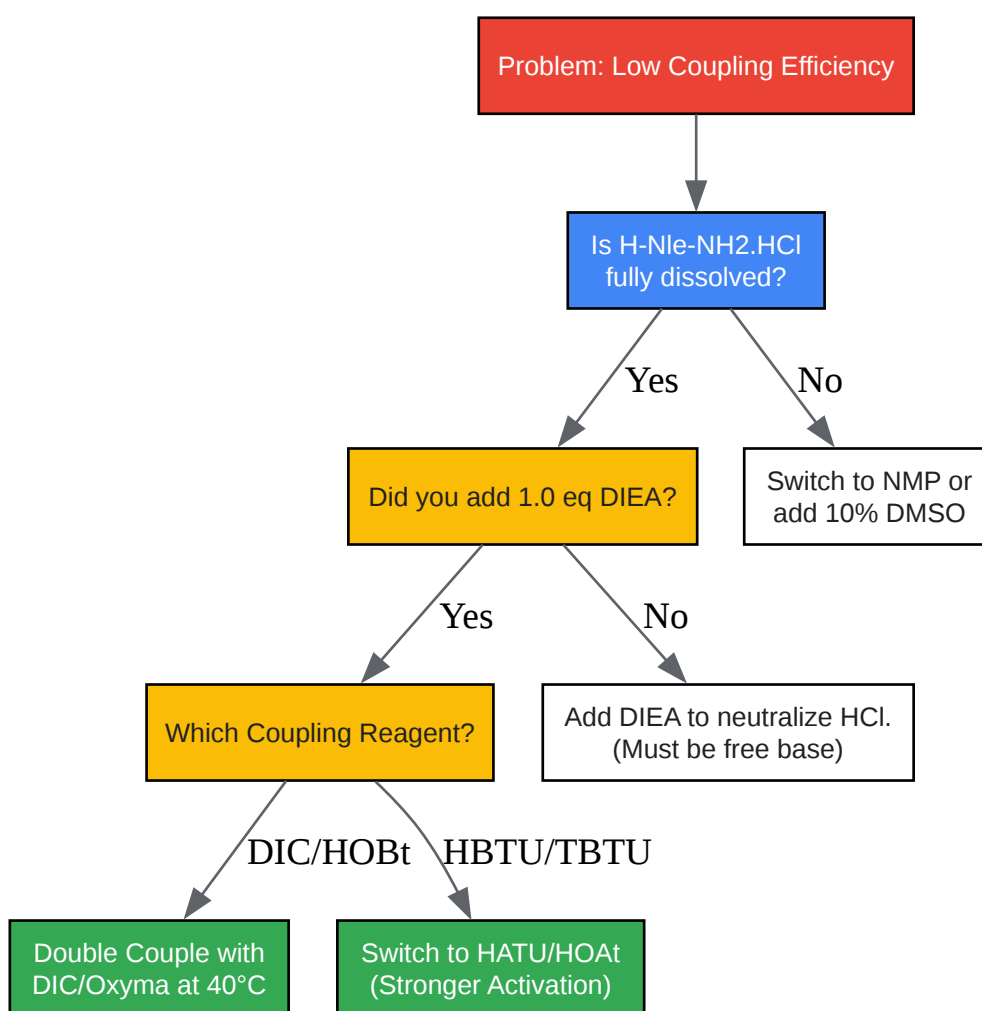 Problem: Low Coupling Efficiency
Is H-Nle-NH2.HCl
fully dissolved?
Yes
No
Did you add 1.0 eq DIEA?
Switch to NMP or
add 10% DMSO
Yes
No
Which Coupling Reagent?
Add DIEA to neutralize HCl.
(Must be free base)
DIC/HOBt
HBTU/TBTU
Double Couple with
DIC/Oxyma at 40°C
Switch to HATU/HOAt
(Stronger Activation)